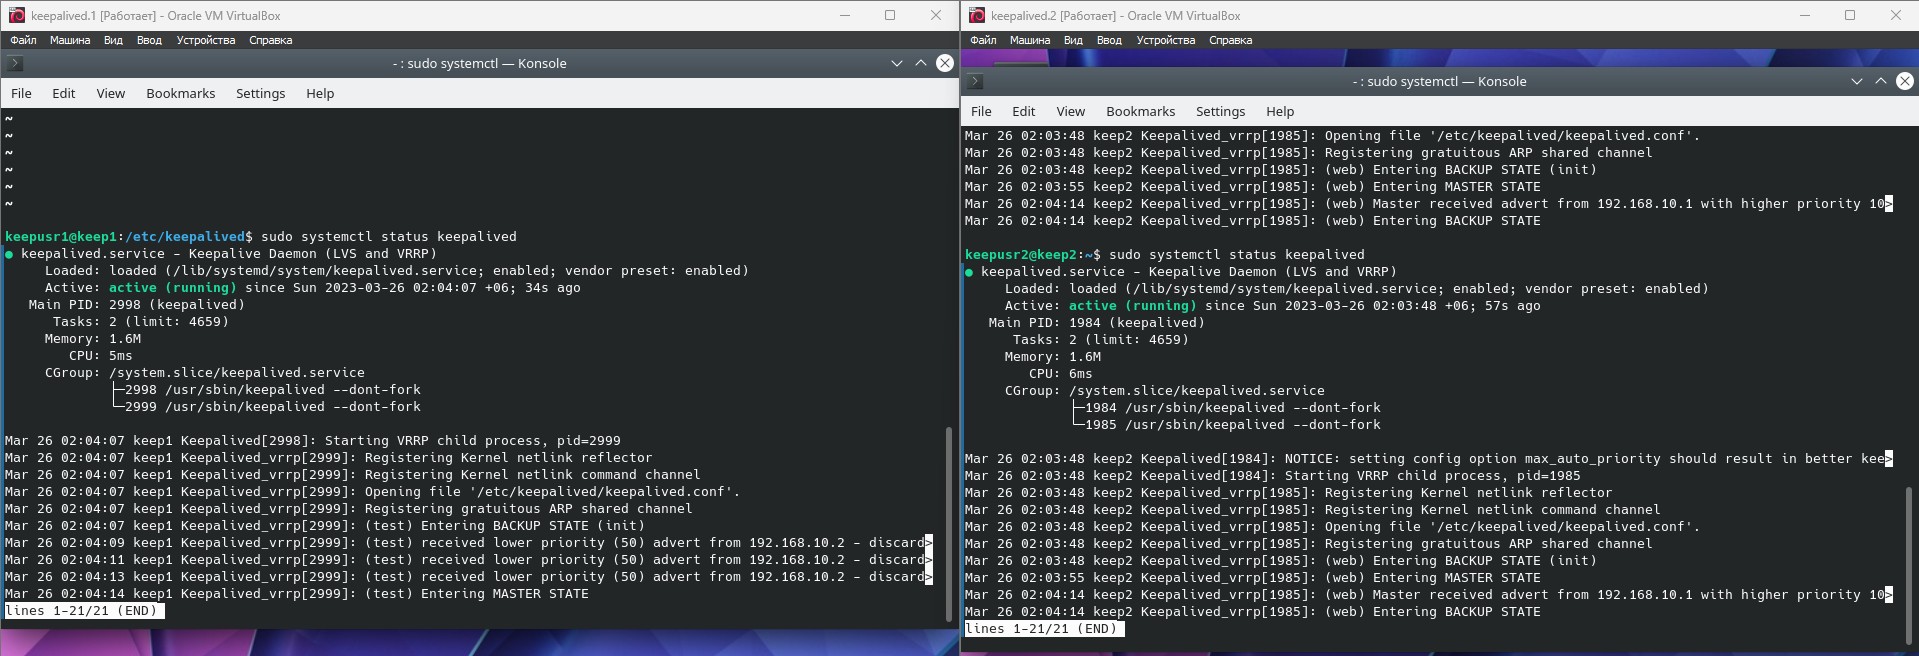 keepalived.1 [Работает] - Oracle VM VirtualBox
Файл Машина Вид Ввод Устройства Справка
- : sudo systemctl — Konsole
File Edit View Bookmarks Settings Help
~
~
~
~
~
~
keepusr1@keep1:/etc/keepalived$ sudo systemctl status keepalived
● keepalived.service - Keepalive Daemon (LVS and VRRP)
Loaded: loaded (/lib/systemd/system/keepalived.service; enabled; vendor preset: enabled)
Active: active (running) since Sun 2023-03-26 02:04:07 +06; 34s ago
Main PID: 2998 (keepalived)
Tasks: 2 (limit: 4659)
Memory: 1.6M
CPU: 5ms
CGroup: /system.slice/keepalived.service
├─2998 /usr/sbin/keepalived --dont-fork
└─2999 /usr/sbin/keepalived --dont-fork
Mar 26 02:04:07 keep1 Keepalived[2998]: Starting VRRP child process, pid=2999
Mar 26 02:04:07 keep1 Keepalived_vrrp[2999]: Registering Kernel netlink reflector
Mar 26 02:04:07 keep1 Keepalived_vrrp[2999]: Registering Kernel netlink command channel
Mar 26 02:04:07 keep1 Keepalived_vrrp[2999]: Opening file '/etc/keepalived/keepalived.conf'.
Mar 26 02:04:07 keep1 Keepalived_vrrp[2999]: Registering gratuitous ARP shared channel
Mar 26 02:04:07 keep1 Keepalived_vrrp[2999]: (test) Entering BACKUP STATE (init)
Mar 26 02:04:09 keep1 Keepalived_vrrp[2999]: (test) received lower priority (50) advert from 192.168.10.2 - discard>
Mar 26 02:04:11 keep1 Keepalived_vrrp[2999]: (test) received lower priority (50) advert from 192.168.10.2 - discard>
Mar 26 02:04:13 keep1 Keepalived_vrrp[2999]: (test) received lower priority (50) advert from 192.168.10.2 - discard>
Mar 26 02:04:14 keep1 Keepalived_vrrp[2999]: (test) Entering MASTER STATE
lines 1-21/21 (END)
keepalived.2 [Работает] - Oracle VM VirtualBox
Файл Машина Вид Ввод Устройства Справка
- : sudo systemctl — Konsole
File Edit View Bookmarks Settings Help
Mar 26 02:03:48 keep2 Keepalived_vrrp[1985]: Opening file '/etc/keepalived/keepalived.conf'.
Mar 26 02:03:48 keep2 Keepalived_vrrp[1985]: Registering gratuitous ARP shared channel
Mar 26 02:03:48 keep2 Keepalived_vrrp[1985]: (web) Entering BACKUP STATE (init)
Mar 26 02:03:55 keep2 Keepalived_vrrp[1985]: (web) Entering MASTER STATE
Mar 26 02:04:14 keep2 Keepalived_vrrp[1985]: (web) Master received advert from 192.168.10.1 with higher priority 10>
Mar 26 02:04:14 keep2 Keepalived_vrrp[1985]: (web) Entering BACKUP STATE
keepusr2@keep2:~$ sudo systemctl status keepalived
● keepalived.service - Keepalive Daemon (LVS and VRRP)
Loaded: loaded (/lib/systemd/system/keepalived.service; enabled; vendor preset: enabled)
Active: active (running) since Sun 2023-03-26 02:03:48 +06; 57s ago
Main PID: 1984 (keepalived)
Tasks: 2 (limit: 4659)
Memory: 1.6M
CPU: 6ms
CGroup: /system.slice/keepalived.service
├─1984 /usr/sbin/keepalived --dont-fork
└─1985 /usr/sbin/keepalived --dont-fork
Mar 26 02:03:48 keep2 Keepalived[1984]: NOTICE: setting config option max_auto_priority should result in better kee>
Mar 26 02:03:48 keep2 Keepalived[1984]: Starting VRRP child process, pid=1985
Mar 26 02:03:48 keep2 Keepalived_vrrp[1985]: Registering Kernel netlink reflector
Mar 26 02:03:48 keep2 Keepalived_vrrp[1985]: Registering Kernel netlink command channel
Mar 26 02:03:48 keep2 Keepalived_vrrp[1985]: Opening file '/etc/keepalived/keepalived.conf'.
Mar 26 02:03:48 keep2 Keepalived_vrrp[1985]: Registering gratuitous ARP shared channel
Mar 26 02:03:48 keep2 Keepalived_vrrp[1985]: (web) Entering BACKUP STATE (init)
Mar 26 02:03:55 keep2 Keepalived_vrrp[1985]: (web) Entering MASTER STATE
Mar 26 02:04:14 keep2 Keepalived_vrrp[1985]: (web) Master received advert from 192.168.10.1 with higher priority 10>
Mar 26 02:04:14 keep2 Keepalived_vrrp[1985]: (web) Entering BACKUP STATE
lines 1-21/21 (END)